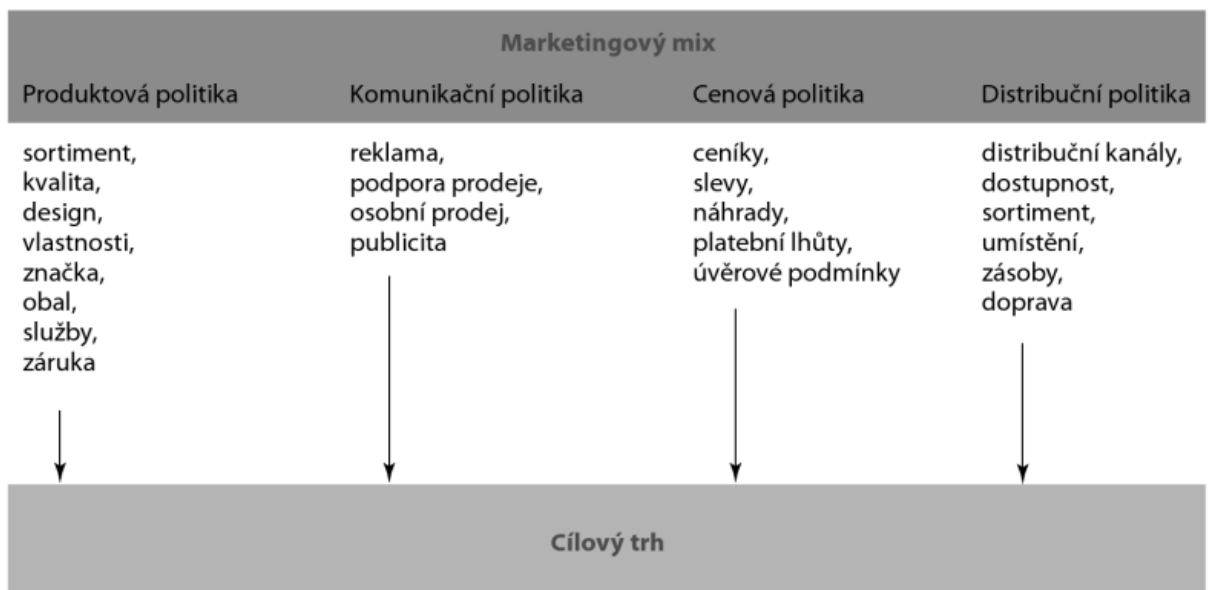 Marketingový mix
Produktová politika
Komunikační politika
Cenová politika
Distribuční politika
sortiment,
kvalita,
design,
vlastnosti,
značka,
obal,
služby,
záruka
reklama,
podpora prodeje,
osobní prodej,
publicita
ceníky,
slevy,
náhrady,
platební lhůty,
úvěrové podmínky
distribuční kanály,
dostupnost,
sortiment,
umístění,
zásoby,
doprava
Cílový trh